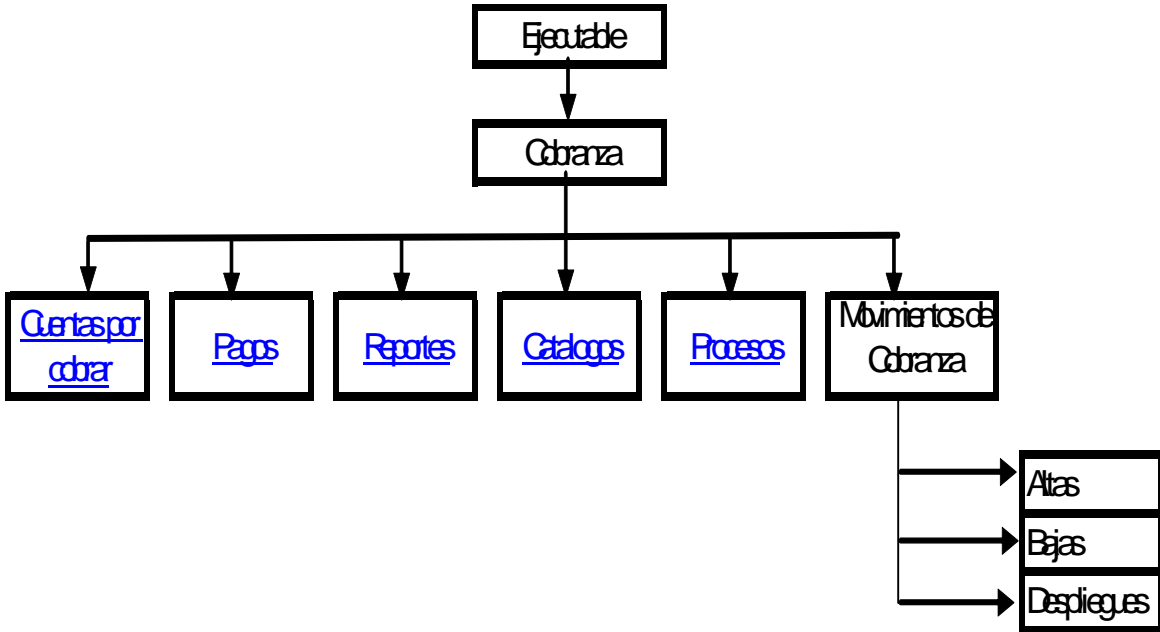 Ejecutable
Cobranza
Cuentas por
cobrar
Pagos
Reportes
Catalogos
Procesos
Movimientos de
Cobranza
Altas
Bajas
Despliegues